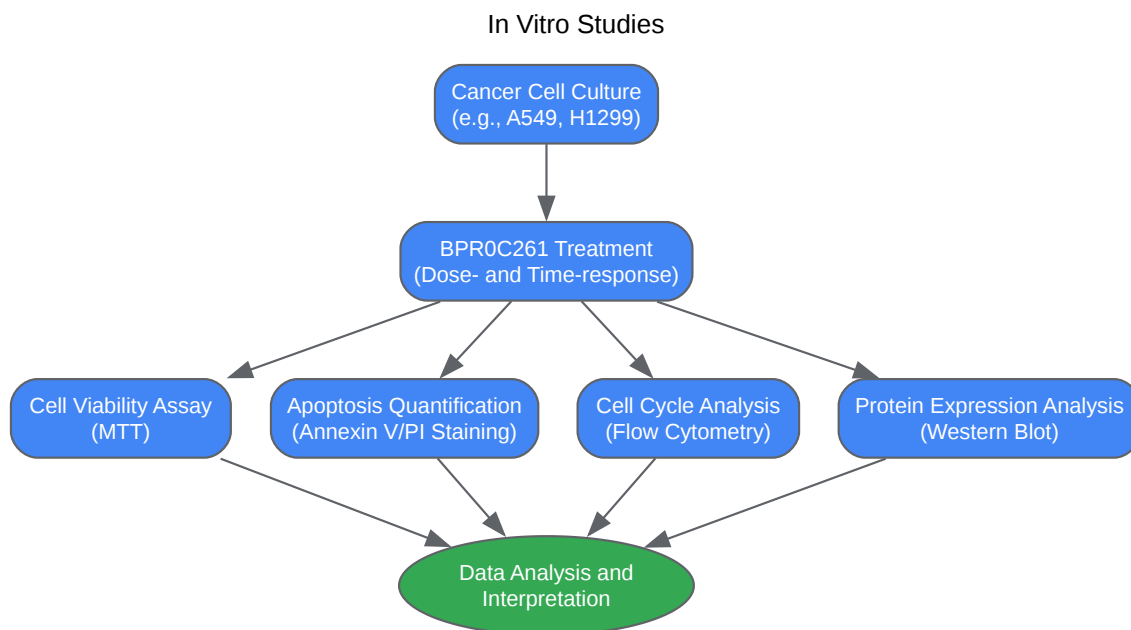 In Vitro Studies
Cancer Cell Culture
(e.g., A549, H1299)
BPR0C261 Treatment
(Dose- and Time-response)
Cell Viability Assay
(MTT)
Apoptosis Quantification
(Annexin V/PI Staining)
Cell Cycle Analysis
(Flow Cytometry)
Protein Expression Analysis
(Western Blot)
Data Analysis and
Interpretation